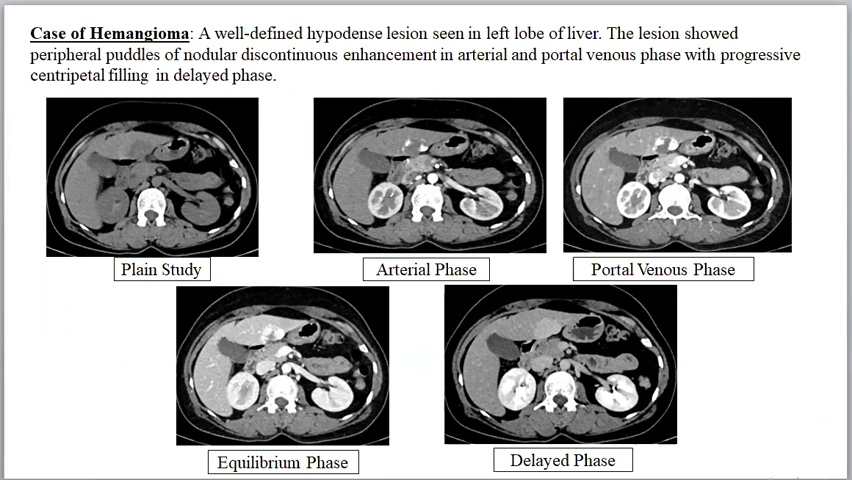 Case of Hemangioma: A well-defined hypodense lesion seen in left lobe of liver. The lesion showed
peripheral puddles of nodular discontinuous enhancement in arterial and portal venous phase with progressive
centripetal filling in delayed phase.
Plain Study
Arterial Phase
Portal Venous Phase
Equilibrium Phase
Delayed Phase